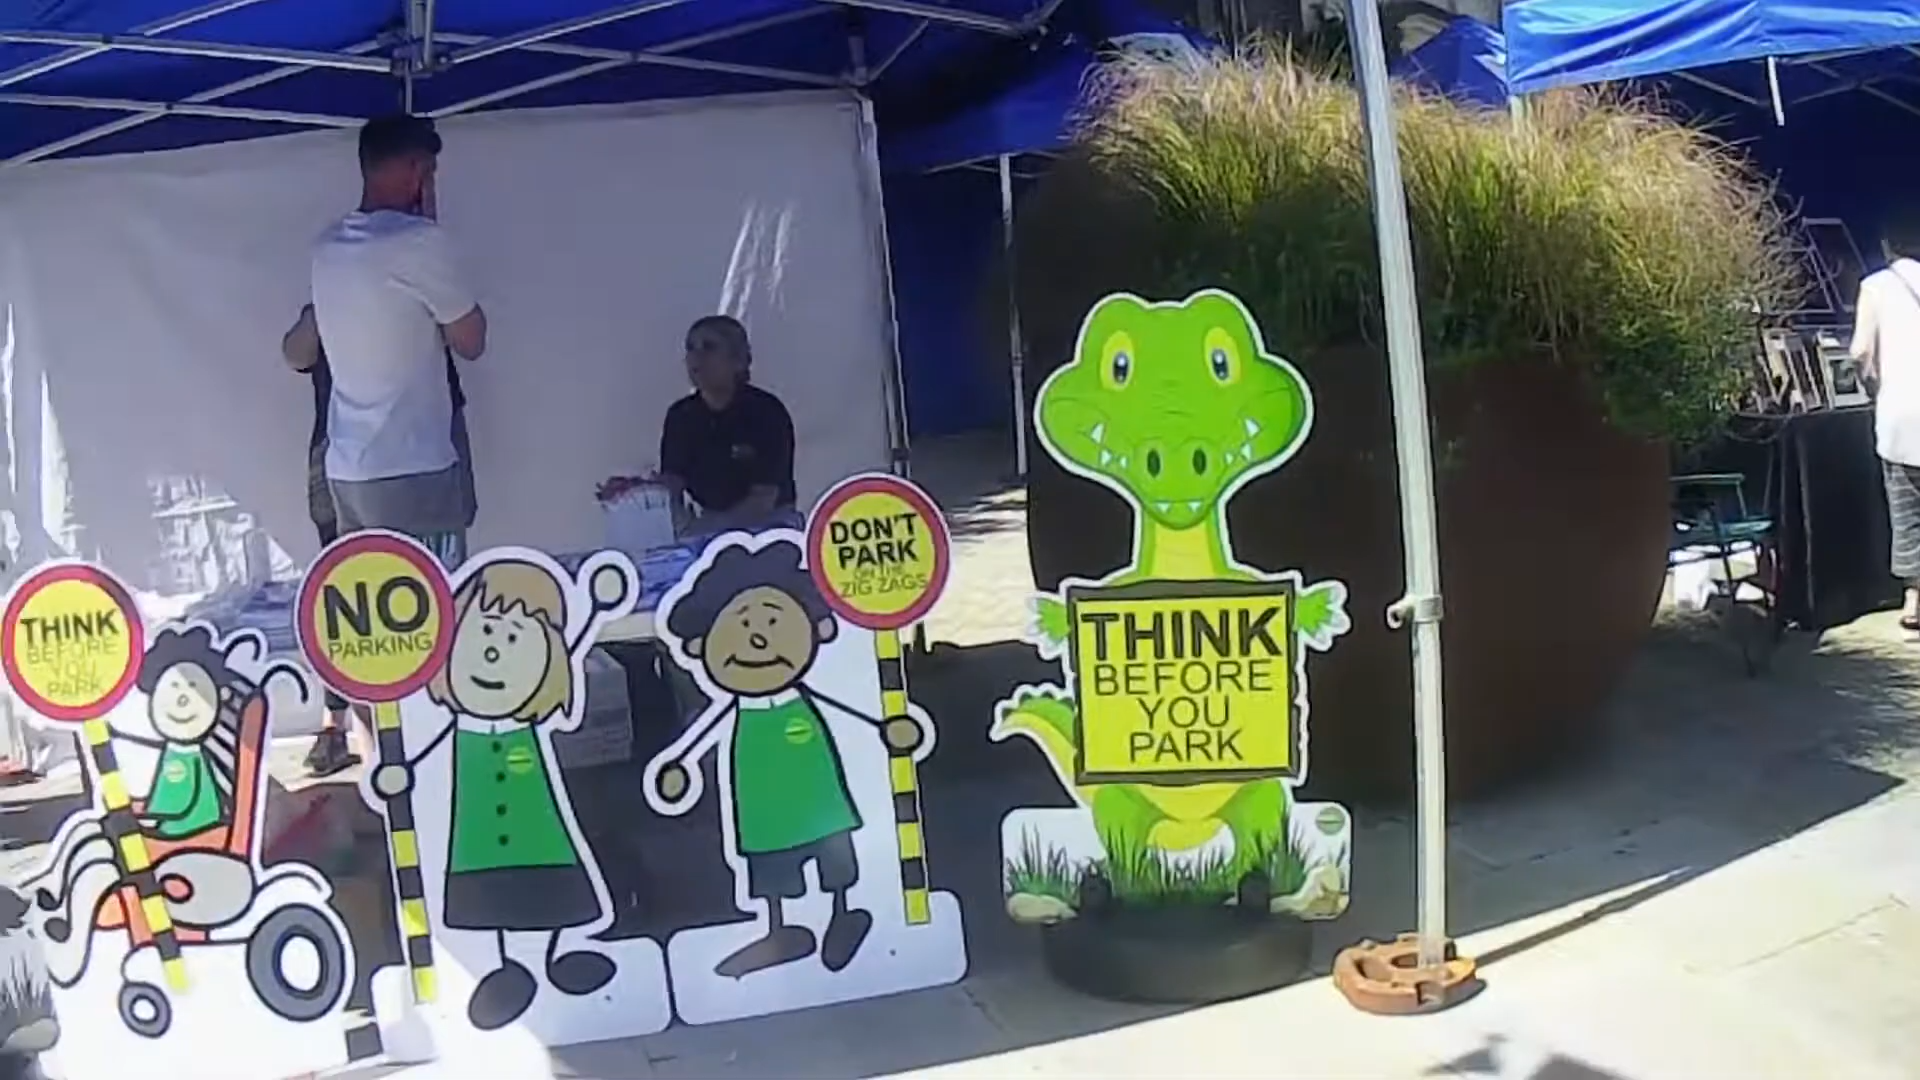 THINK
BEFORE
YOU
PARK
NO
PARKING
DON'T
PARK
ON THE
ZIG ZAGS
THINK
BEFORE
YOU
PARK